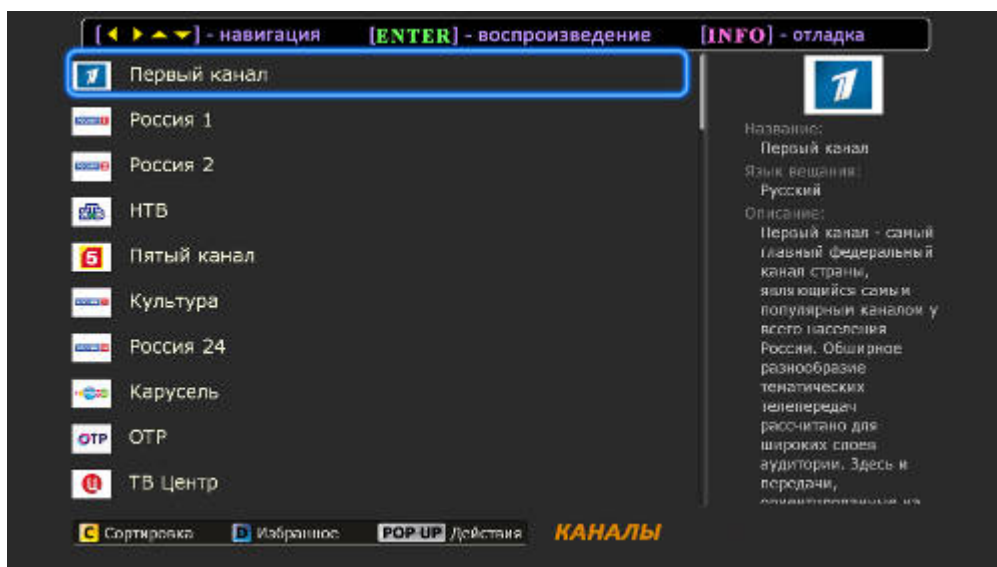 [◄ ► ▲ ▼] - навигация [ENTER] - воспроизведение [INFO] - отладка
Первый канал
Россия 1
Россия 2
НТВ
Пятый канал
Культура
Россия 24
Карусель
ОТР
ТВ Центр
Название:
Первый канал
Язык вещания:
Русский
Описание:
Первый канал - самый
главный федеральный
канал страны,
являющийся самым
популярным каналом у
всего населения
России. Обширное
разнообразие
тематических
телепередач
рассчитано для
широких слоев
аудитории. Здесь и
передачи,
ориентированные на
C Сортировка D Избранное POP UP Действия КАНАЛЫ